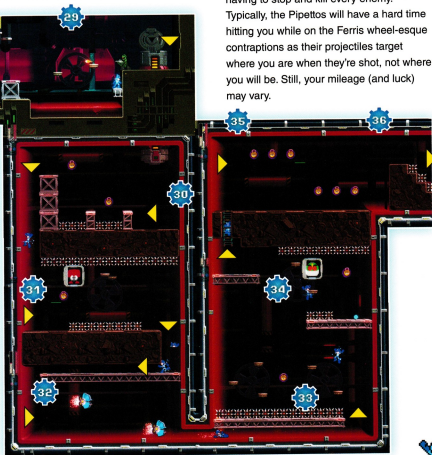 having to stop and kill every enemy.
Typically, the Pipettos will have a hard time
hitting you while on the Ferris wheel-esque
contraptions as their projectiles target
where you are when they're shot, not where
you will be. Still, your mileage (and luck)
may vary.
29
35
36
30
31
34
32
33